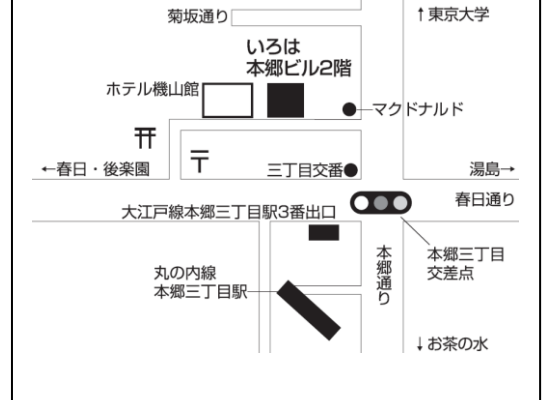 菊坂通り
↑東京大学
いろは
本郷ビル2階
ホテル機山館
マクドナルド
三丁目交番
←春日・後楽園
湯島→
春日通り
大江戸線本郷三丁目駅3番出口
本郷通り
本郷三丁目
交差点
丸の内線
本郷三丁目駅
↓お茶の水